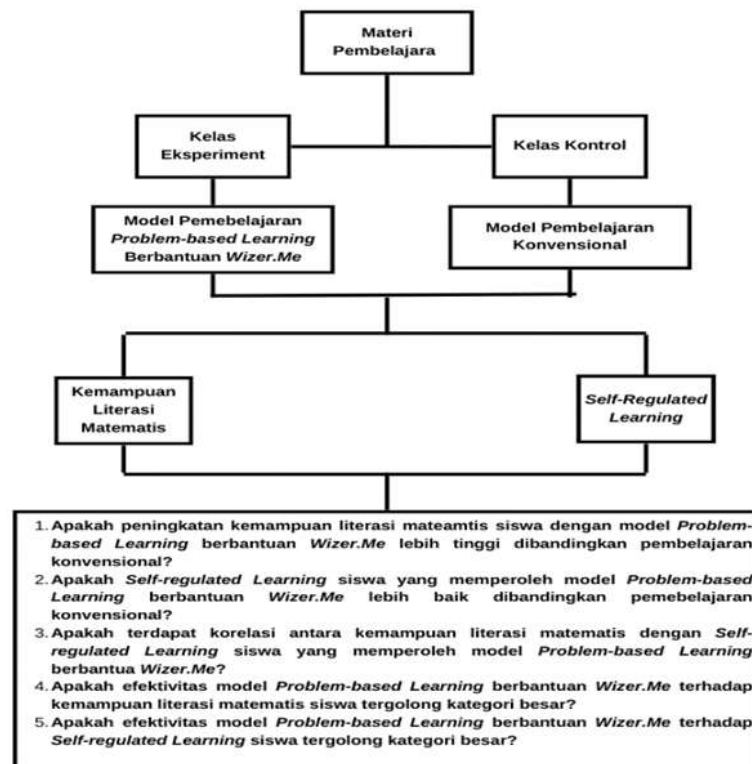 Materi
Pembelajara
Kelas
Eksperiment
Kelas Kontrol
Model Pemebelajaran
Problem-based Learning
Berbantuan Wizer.Me
Model Pembelajaran
Konvensional
Kemampuan
Literasi
Matematis
Self-Regulated
Learning
1. Apakah peningkatan kemampuan literasi mateamtis siswa dengan model Problem-
based Learning berbantuan Wizer.Me lebih tinggi dibandingkan pembelajaran
konvensional?
2. Apakah Self-regulated Learning siswa yang memperoleh model Problem-based
Learning berbantuan Wizer.Me lebih baik dibandingkan pemebelajaran
konvensional?
3. Apakah terdapat korelasi antara kemampuan literasi matematis dengan Self-
regulated Learning siswa yang memperoleh model Problem-based Learning
berbantua Wizer.Me?
4. Apakah efektivitas model Problem-based Learning berbantuan Wizer.Me terhadap
kemampuan literasi matematis siswa tergolong kategori besar?
5. Apakah efektivitas model Problem-based Learning berbantuan Wizer.Me terhadap
Self-regulated Learning siswa tergolong kategori besar?